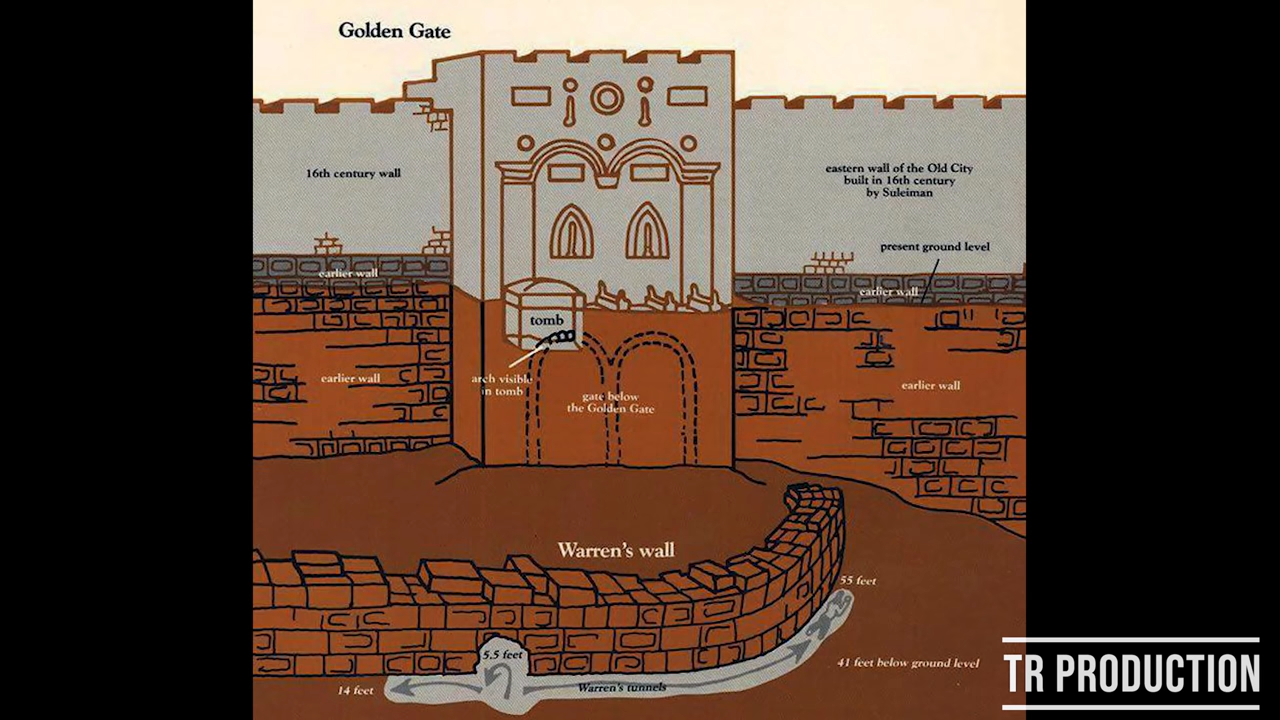 Golden Gate
16th century wall
eastern wall of the Old City
built in 16th century
by Suleiman
present ground level
earlier wall
earlier wall
tomb
arch visible
in tomb
gate below
the Golden Gate
earlier wall
earlier wall
Warren's wall
55 feet
5.5 feet
41 feet below ground level
14 feet
Warren's tunnels
TR PRODUCTION